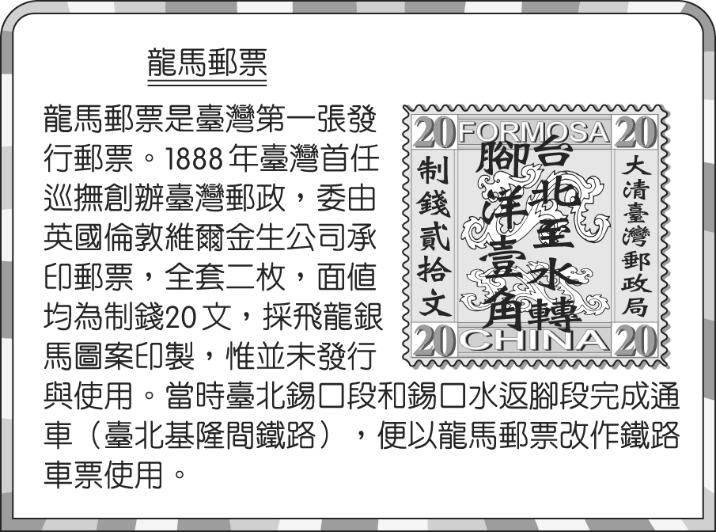 龍馬郵票
龍馬郵票是臺灣第一張發
行郵票。1888年臺灣首任
巡撫創辦臺灣郵政，委由
英國倫敦維爾金生公司承
印郵票，全套二枚，面值
均為制錢20文，採飛龍銀
馬圖案印製，惟並未發行
與使用。當時臺北錫口段和錫口水返腳段完成通
車（臺北基隆間鐵路），便以龍馬郵票改作鐵路
車票使用。
20 FORMOSA 20
大清臺灣郵政局
台北至水轉
腳洋壹角
制錢貳拾文
20 CHINA 20